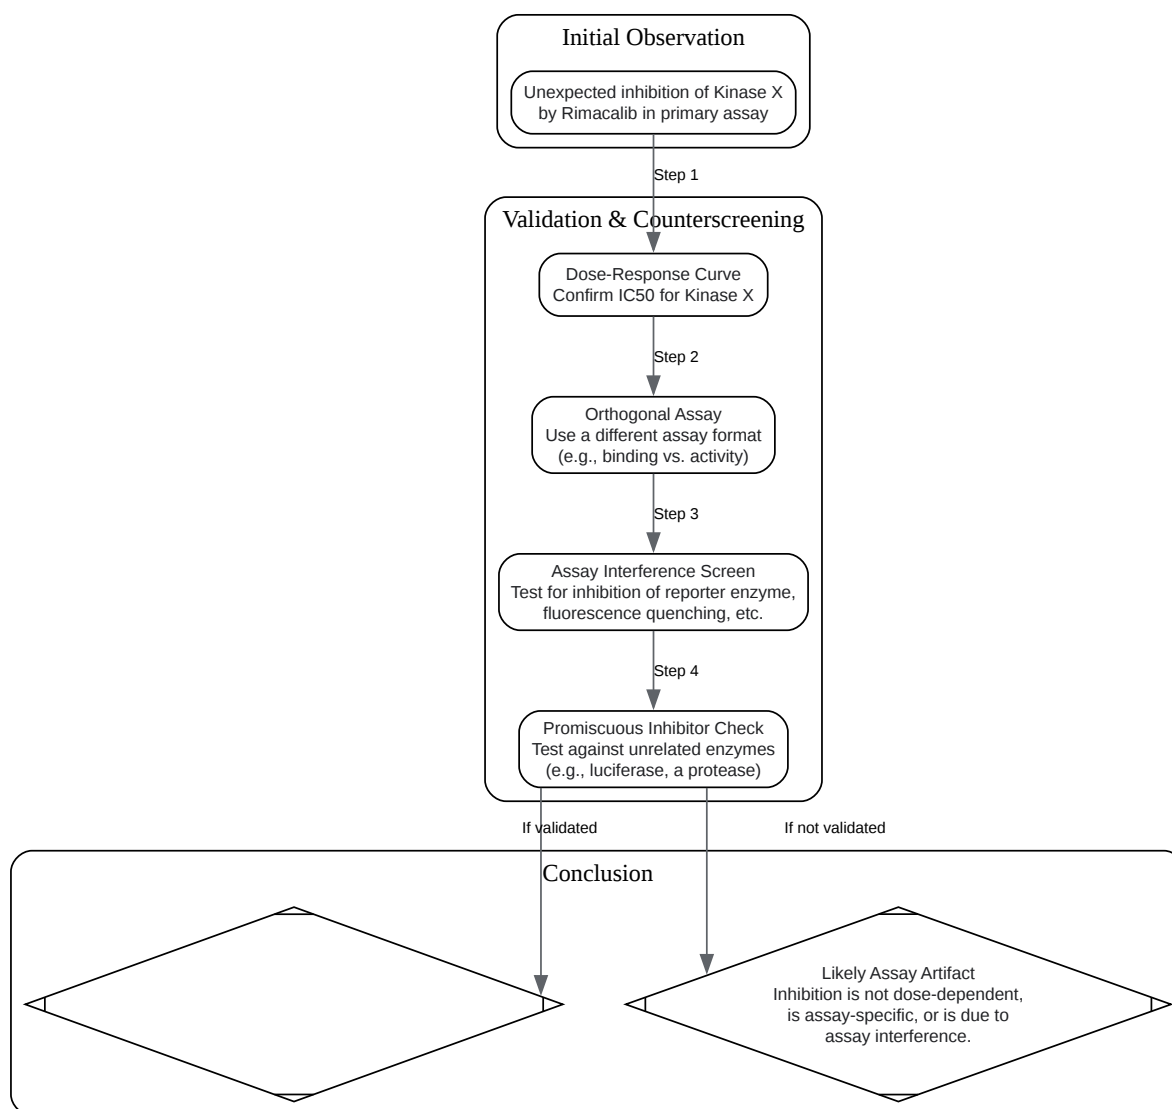 Initial Observation
Unexpected inhibition of Kinase X
by Rimacalib in primary assay
Step 1
Validation & Counterscreening
Dose-Response Curve
Confirm IC50 for Kinase X
Step 2
Orthogonal Assay
Use a different assay format
(e.g., binding vs. activity)
Step 3
Assay Interference Screen
Test for inhibition of reporter enzyme,
fluorescence quenching, etc.
Step 4
Promiscuous Inhibitor Check
Test against unrelated enzymes
(e.g., luciferase, a protease)
If validated
If not validated
Conclusion
Likely Assay Artifact
Inhibition is not dose-dependent,
is assay-specific, or is due to
assay interference.